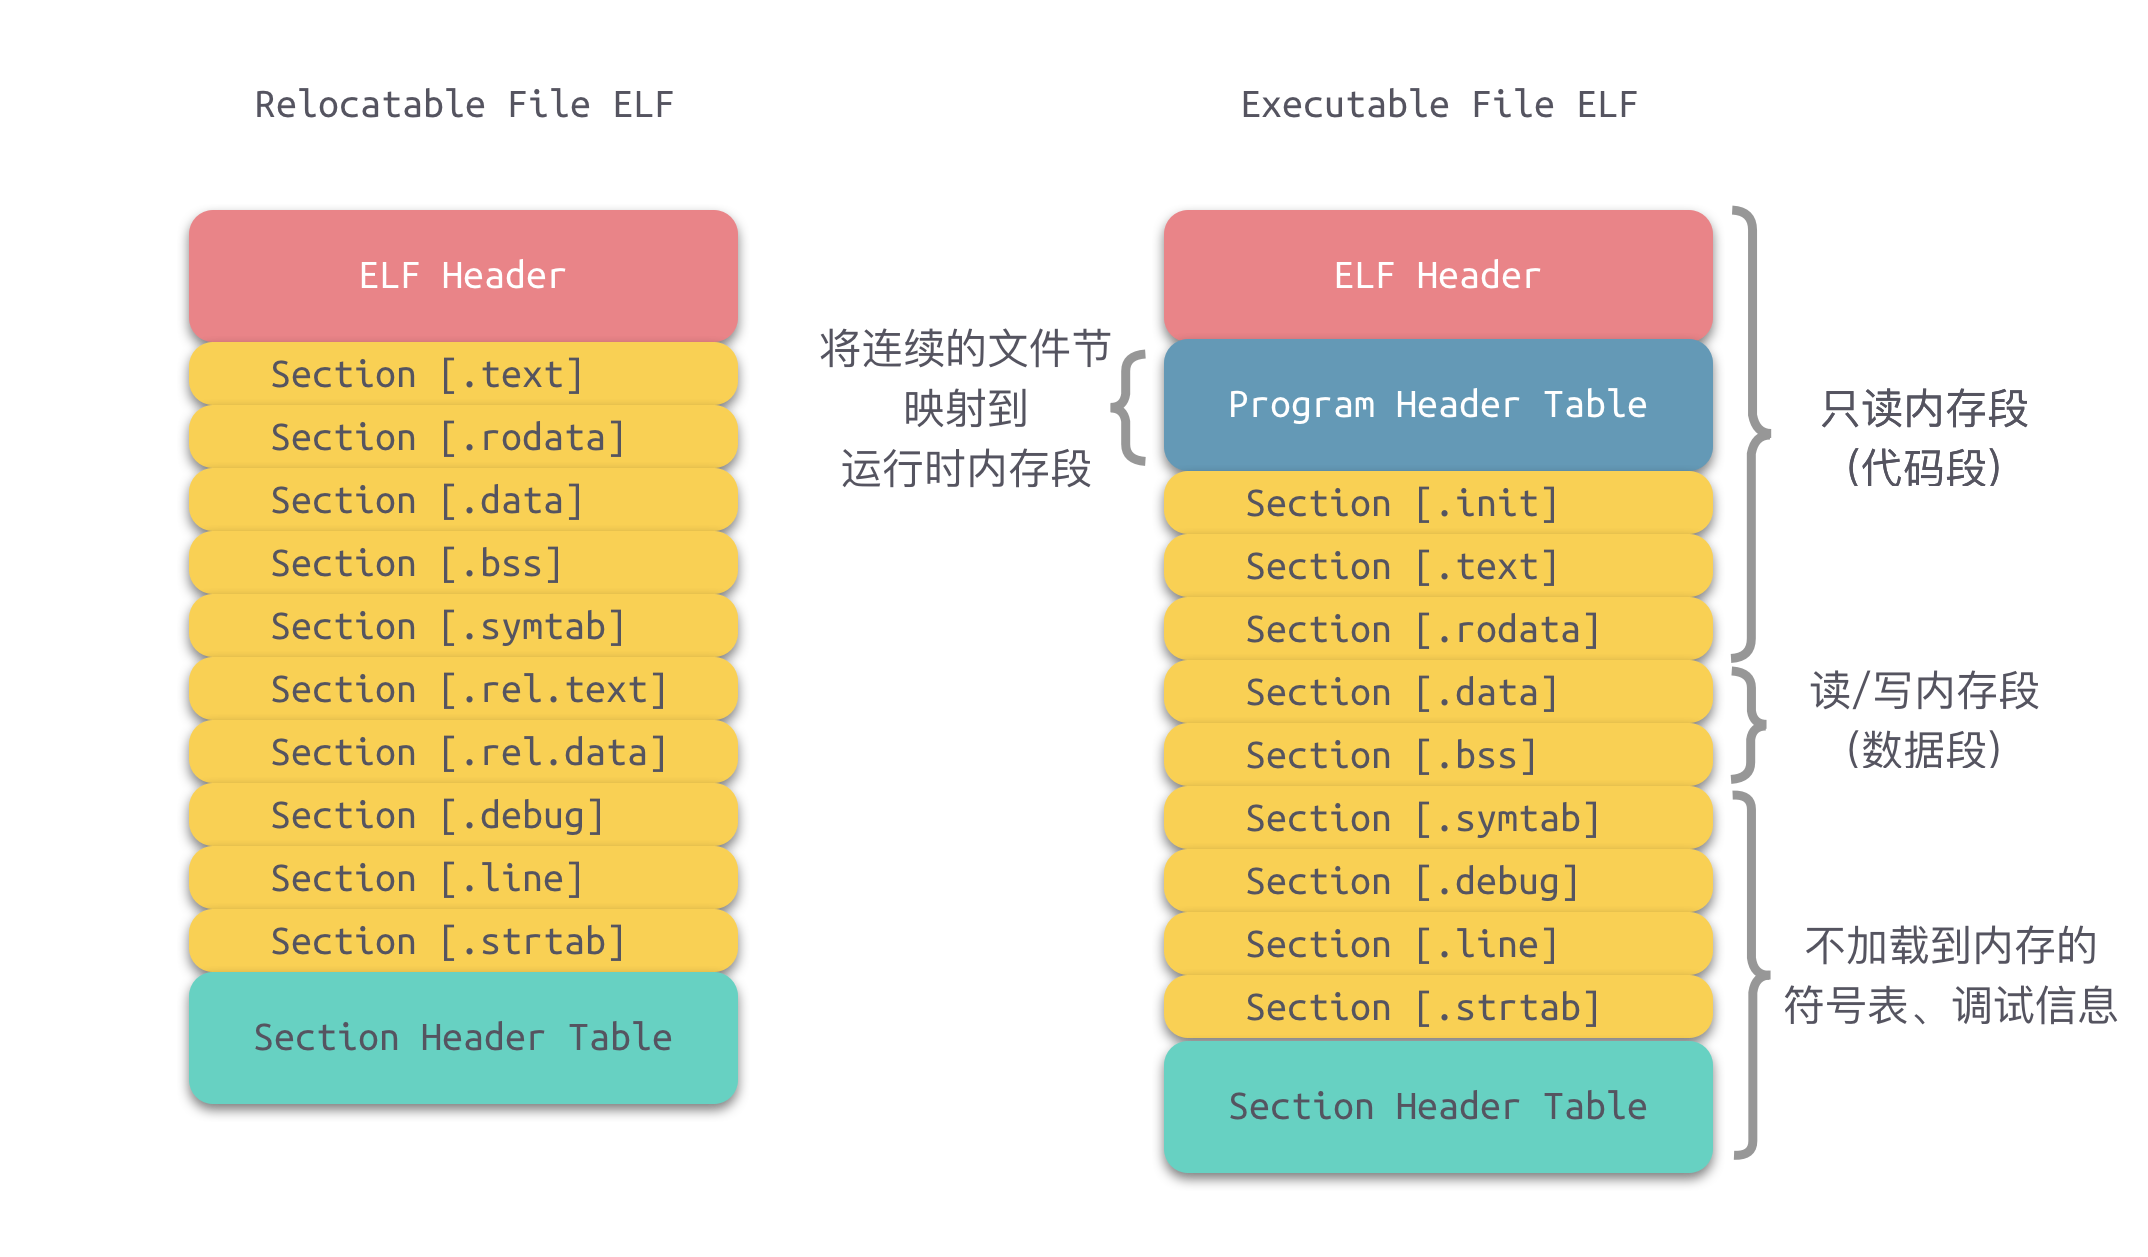 Relocatable File ELF
ELF Header
Section [.text]
Section [.rodata]
Section [.data]
Section [.bss]
Section [.symtab]
Section [.rel.text]
Section [.rel.data]
Section [.debug]
Section [.line]
Section [.strtab]
Section Header Table
将连续的文件节
映射到
运行时内存段
Executable File ELF
ELF Header
Program Header Table
Section [.init]
Section [.text]
Section [.rodata]
Section [.data]
Section [.bss]
Section [.symtab]
Section [.debug]
Section [.line]
Section [.strtab]
Section Header Table
只读内存段
(代码段)
读/写内存段
(数据段)
不加载到内存的
符号表、调试信息